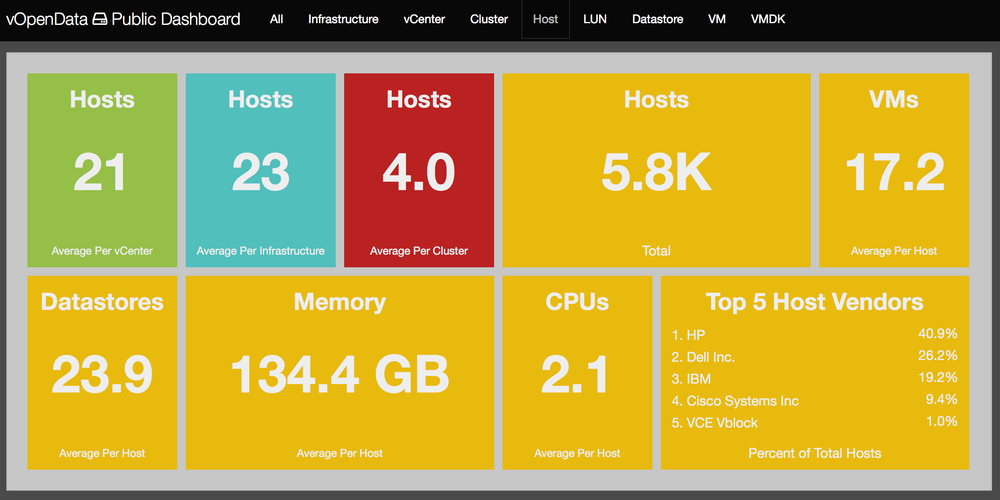 vOpenData Public Dashboard
All Infrastructure vCenter Cluster Host LUN Datastore VM VMDK
Hosts
21
Average Per vCenter
Hosts
23
Average Per Infrastructure
Hosts
4.0
Average Per Cluster
Hosts
5.8K
Total
VMs
17.2
Average Per Host
Datastores
23.9
Average Per Host
Memory
134.4 GB
Average Per Host
CPUs
2.1
Average Per Host
Top 5 Host Vendors
1. HP 40.9%
2. Dell Inc. 26.2%
3. IBM 19.2%
4. Cisco Systems Inc 9.4%
5. VCE Vblock 1.0%
Percent of Total Hosts